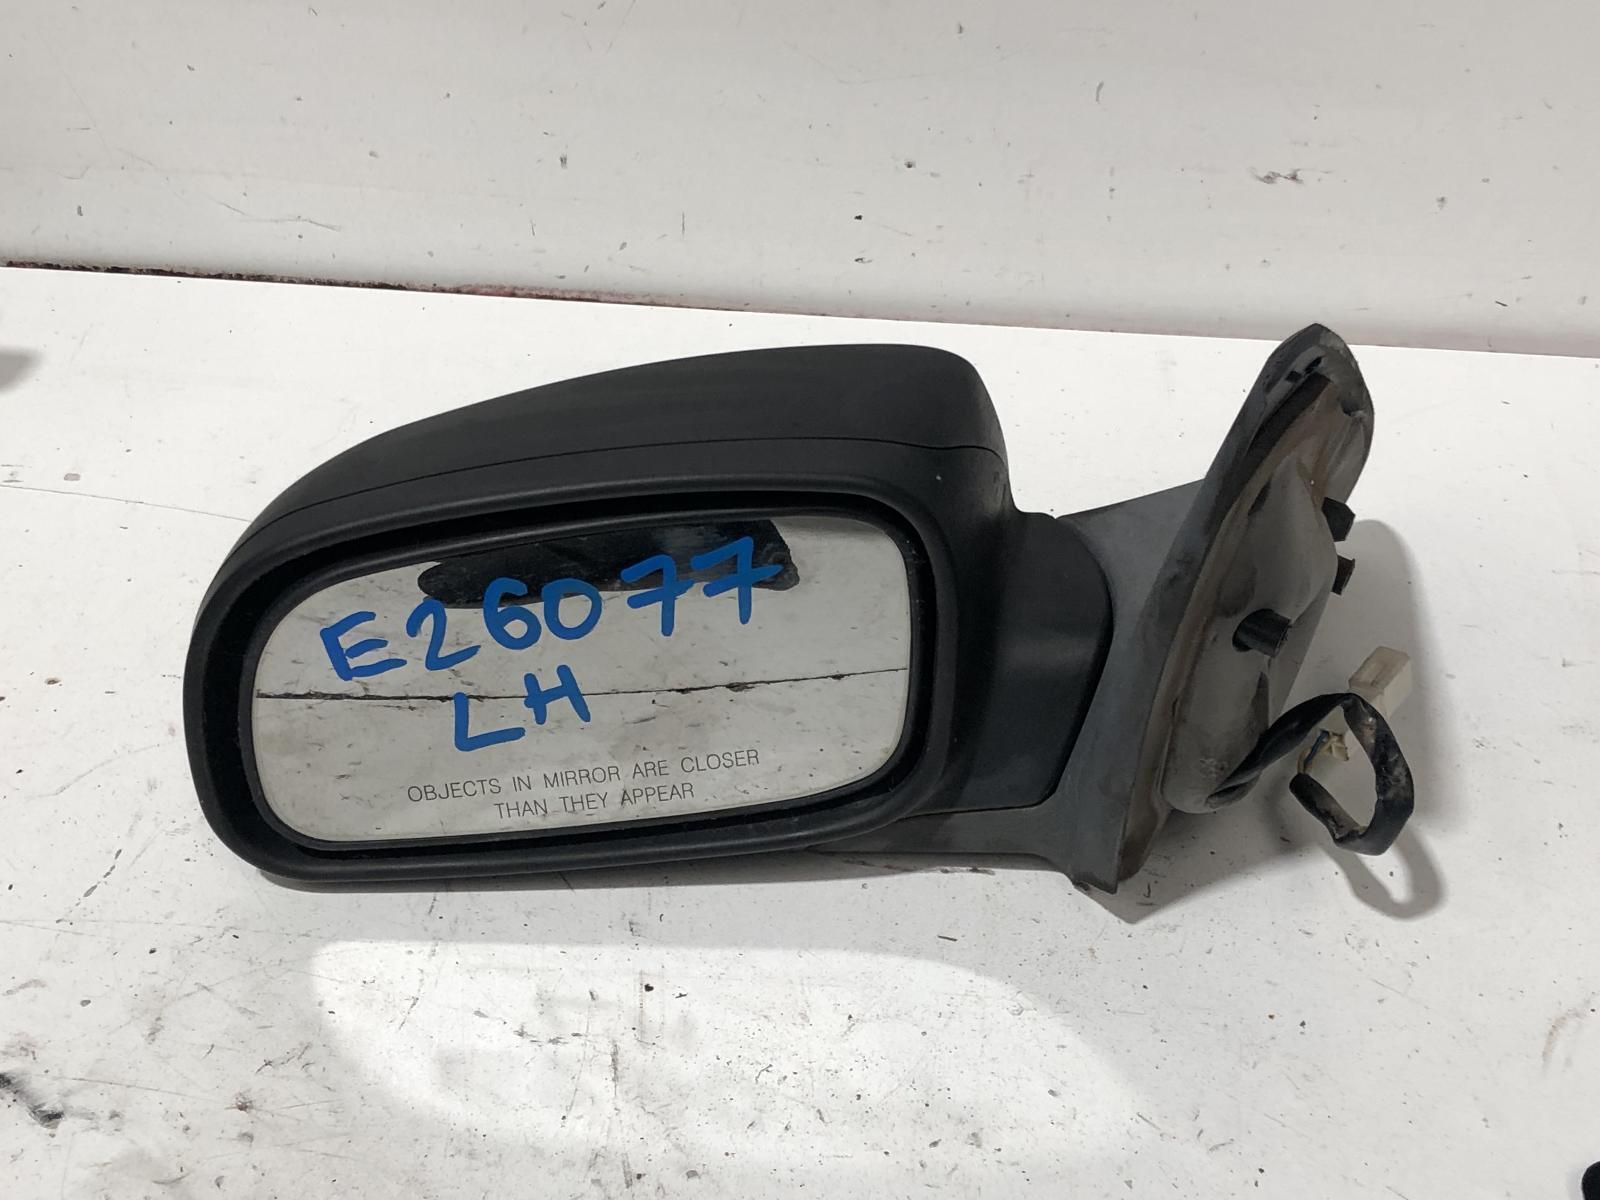 E26077
LH
OBJECTS IN MIRROR ARE CLOSER
THAN THEY APPEAR